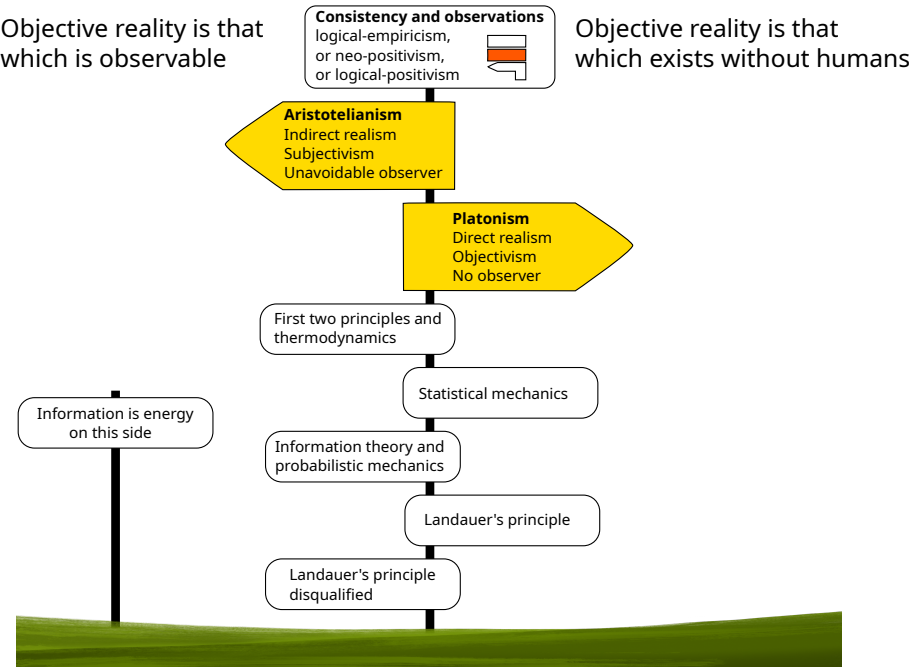 Objective reality is that
which is observable
Consistency and observations
logical-empiricism,
or neo-positivism,
or logical-positivism
Objective reality is that
which exists without humans
Aristotelianism
Indirect realism
Subjectivism
Unavoidable observer
Platonism
Direct realism
Objectivism
No observer
First two principles and
thermodynamics
Statistical mechanics
Information is energy
on this side
Information theory and
probabilistic mechanics
Landauer's principle
Landauer's principle
disqualified